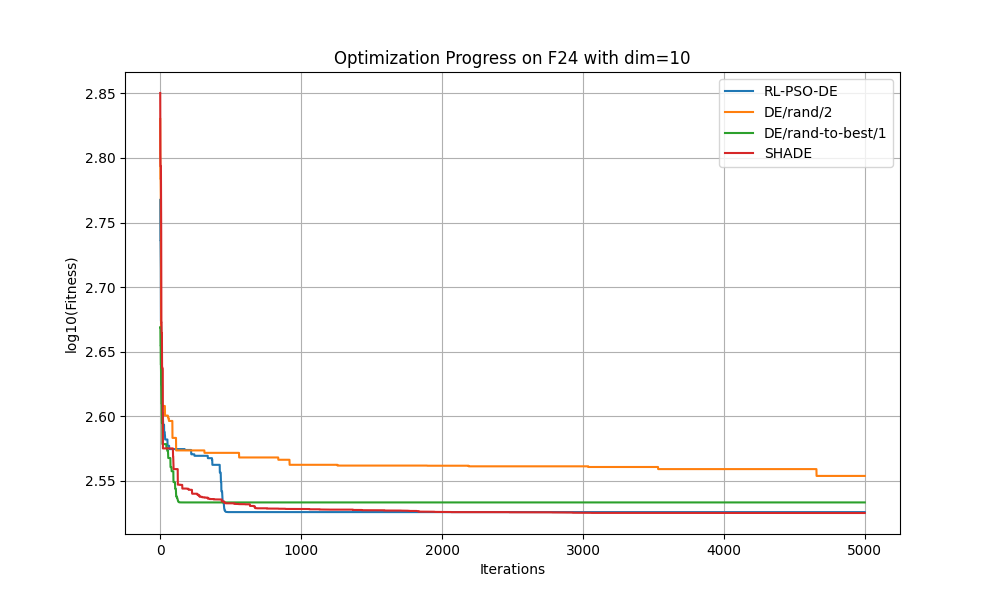 Optimization Progress on F24 with dim=10
RL-PSO-DE
DE/rand/2
DE/rand-to-best/1
SHADE
log10(Fitness)
2.85
2.80
2.75
2.70
2.65
2.60
2.55
0 1000 2000 3000 4000 5000
Iterations